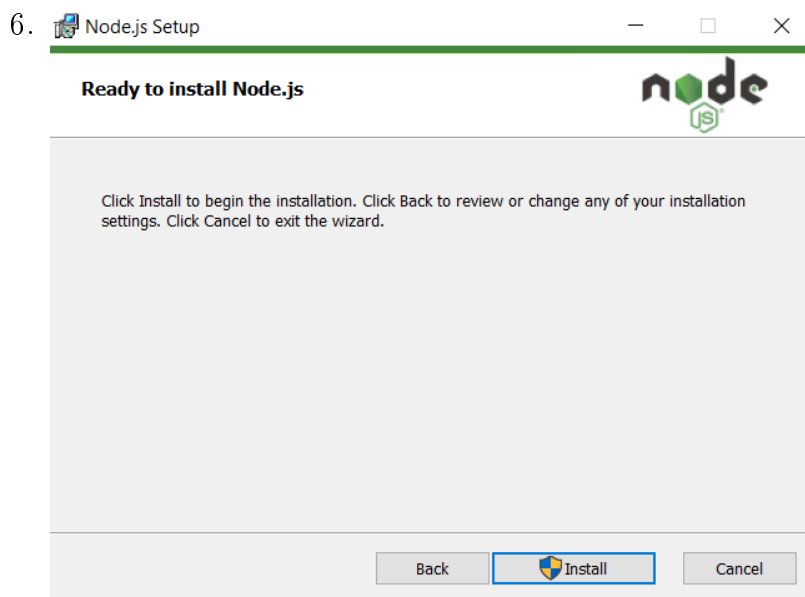 6. Node.js Setup
Ready to install Node.js
node
JS
Click Install to begin the installation. Click Back to review or change any of your installation
settings. Click Cancel to exit the wizard.
Back Install Cancel